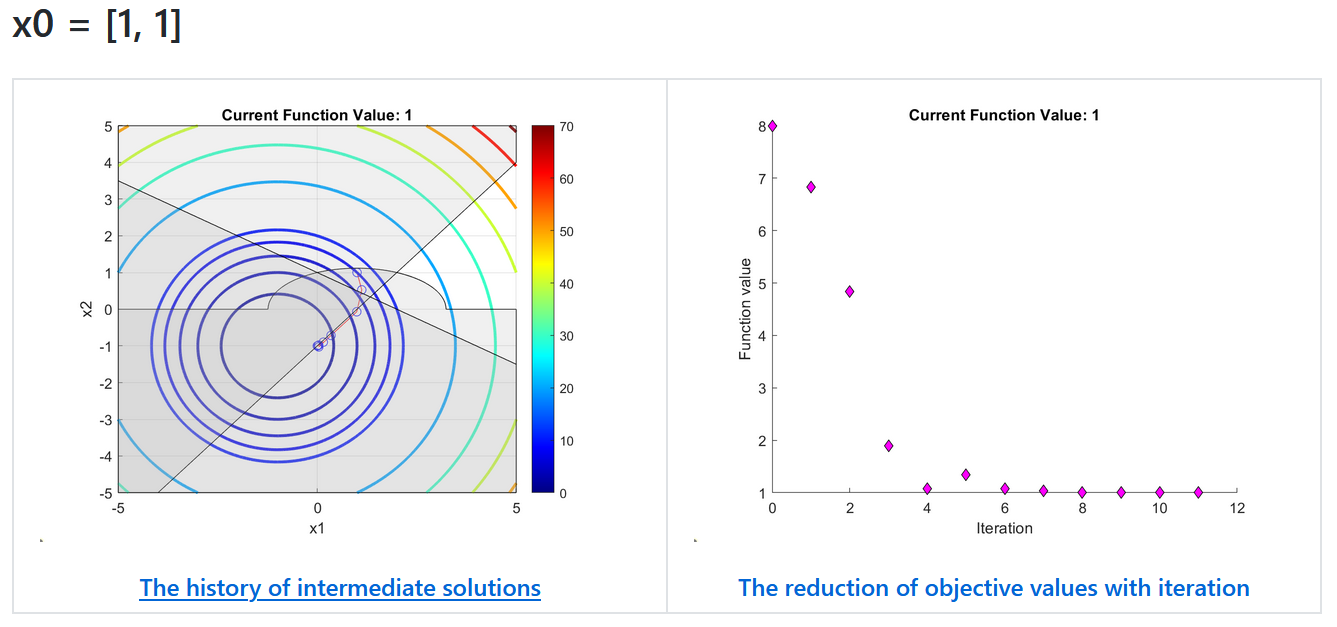 x0 = [1, 1]
Current Function Value: 1
5
4
3
2
1
0
-1
-2
-3
-4
-5
x2
-5 0 5
x1
70
60
50
40
30
20
10
0
The history of intermediate solutions
Current Function Value: 1
8
7
6
5
4
3
2
1
Function value
0 2 4 6 8 10 12
Iteration
The reduction of objective values with iteration